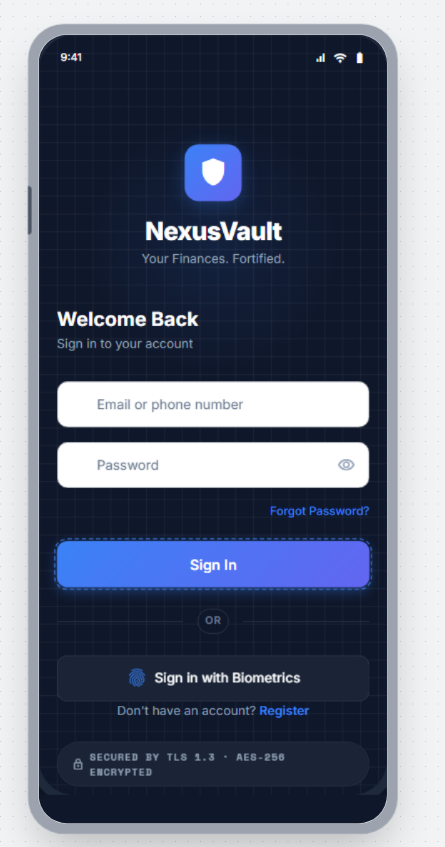 9:41
NexusVault
Your Finances. Fortified.
Welcome Back
Sign in to your account
Email or phone number
Password
Forgot Password?
Sign In
OR
Sign in with Biometrics
Don't have an account? Register
SECURED BY TLS 1.3 · AES-256
ENCRYPTED